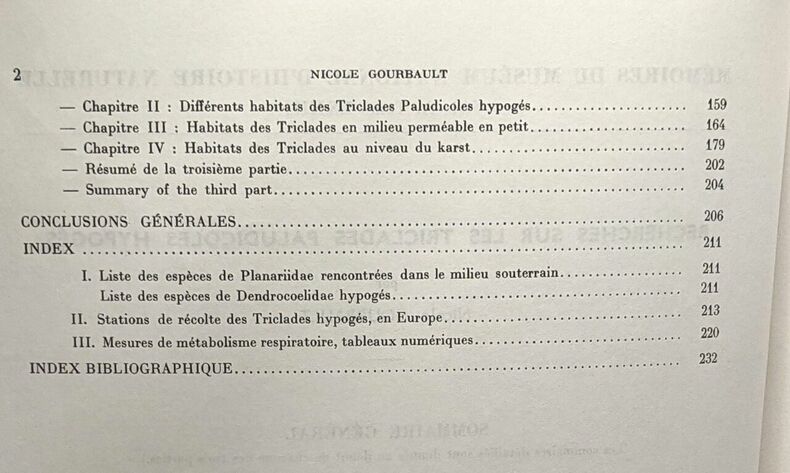 2 NICOLE GOURBAULT
— Chapitre II : Différents habitats des Triclades Paludicoles hypogés...................... 159
— Chapitre III : Habitats des Triclades en milieu perméable en petit...................... 164
— Chapitre IV : Habitats des Triclades au niveau du karst............................ 179
— Résumé de la troisième partie.................................................. 202
— Summary of the third part.................................................... 204
CONCLUSIONS GÉNÉRALES.......................................................... 206
INDEX ........................................................................ 211
I. Liste des espèces de Planariidae rencontrées dans le milieu souterrain................ 211
Liste des espèces de Dendrocoelidae hypogés.................................... 211
II. Stations de récolte des Triclades hypogés, en Europe.............................. 213
III. Mesures de métabolisme respiratoire, tableaux numériques.......................... 220
INDEX BIBLIOGRAPHIQUE.......................................................... 232